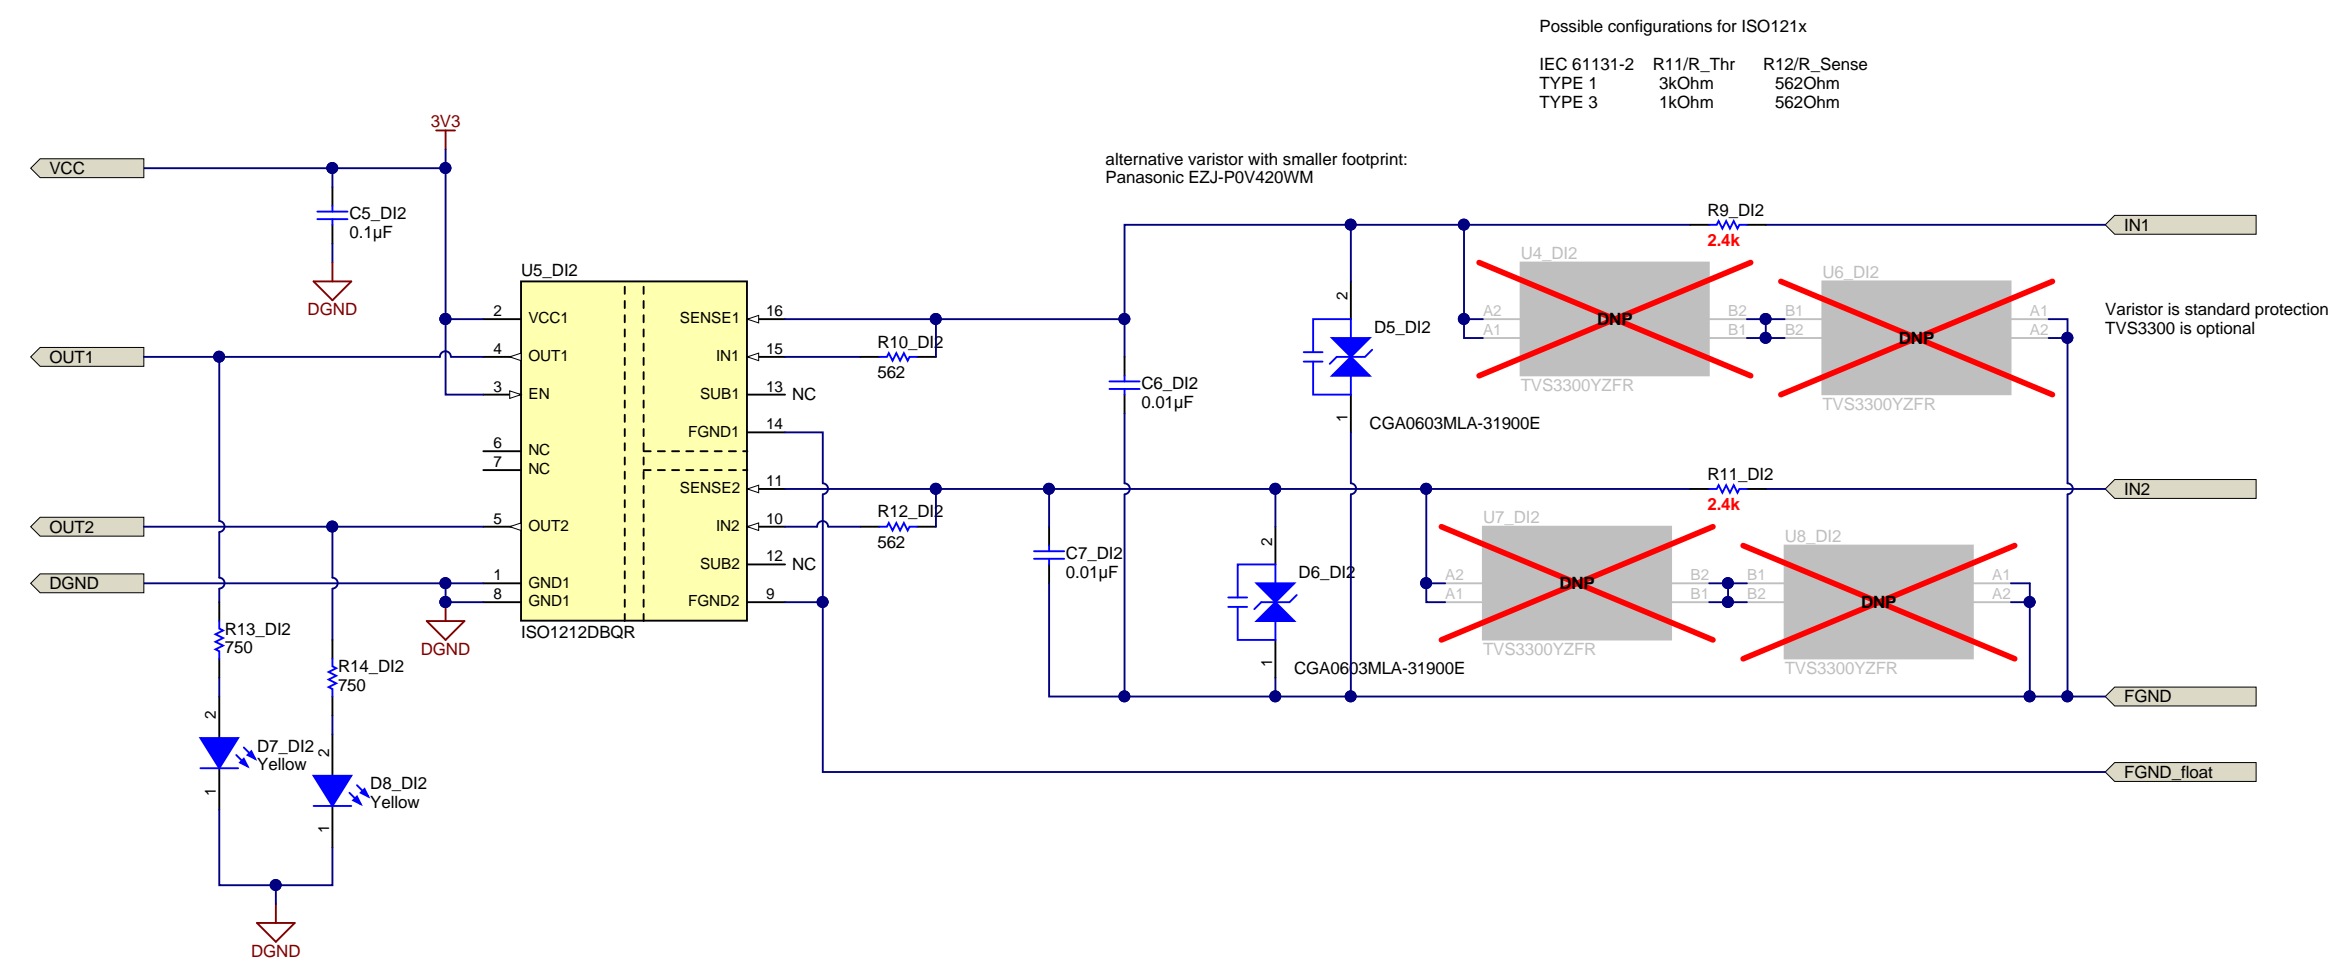 Possible configurations for ISO121x
IEC 61131-2 R11/R_Thr R12/R_Sense
TYPE 1 3kOhm 562Ohm
TYPE 3 1kOhm 562Ohm
3V3
alternative varistor with smaller footprint:
Panasonic EZJ-P0V420WM
VCC
C5_DI2
0.1µF
DGND
R9_DI2
2.4k
IN1
U4_DI2
A2
A1
DNP
B2
B1
TVS3300YZFR
U6_DI2
B1
B2
DNP
A1
A2
TVS3300YZFR
Varistor is standard protection
TVS3300 is optional
U5_DI2
2 VCC1
4 OUT1
3 EN
6 NC
7 NC
5 OUT2
1 GND1
8 GND1
SENSE1 16
IN1 15
SUB1 13 NC
FGND1 14
SENSE2 11
IN2 10
SUB2 12 NC
FGND2 9
ISO1212DBQR
R10_DI2
562
C6_DI2
0.01µF
2
D5_DI2
1
CGA0603MLA-31900E
OUT1
R11_DI2
2.4k
IN2
R12_DI2
562
C7_DI2
0.01µF
2
D6_DI2
1
CGA0603MLA-31900E
U7_DI2
A2
A1
DNP
B2
B1
TVS3300YZFR
U8_DI2
B1
B2
DNP
A1
A2
TVS3300YZFR
OUT2
DGND
DGND
R13_DI2
750
R14_DI2
750
FGND
2
D7_DI2
Yellow
1
2
D8_DI2
Yellow
1
FGND_float
DGND